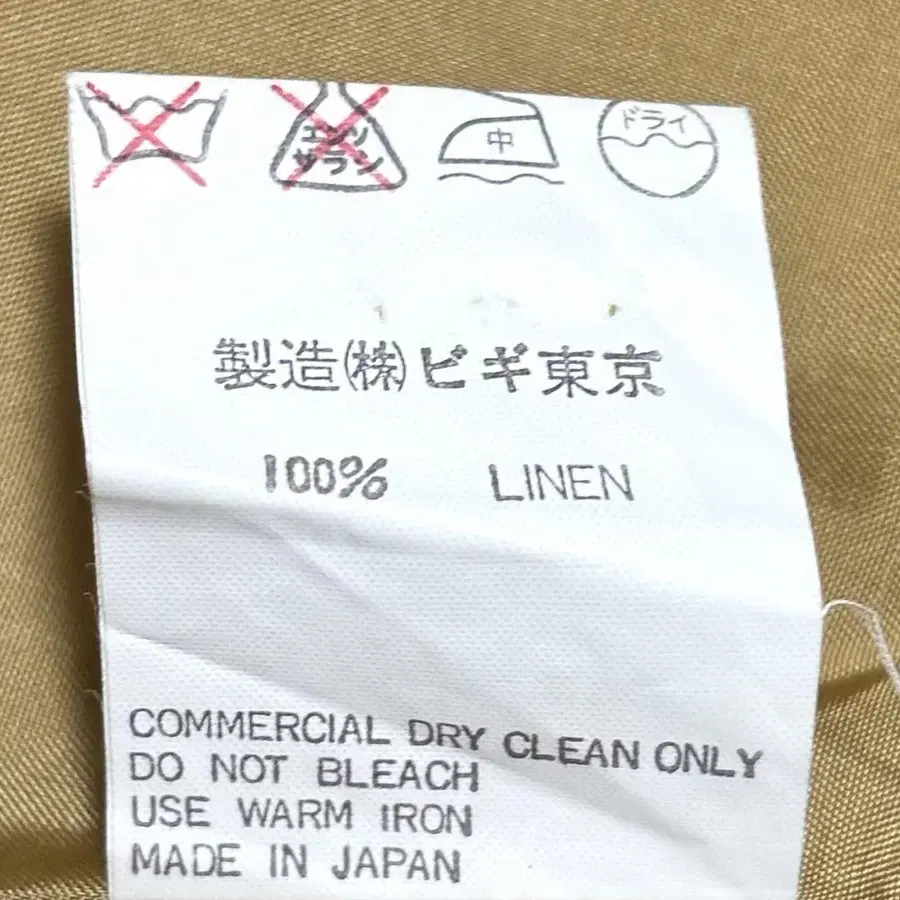 エンソ
サラシ
中
ドライ
製造㈱ビギ東京
100% LINEN
COMMERCIAL DRY CLEAN ONLY
DO NOT BLEACH
USE WARM IRON
MADE IN JAPAN